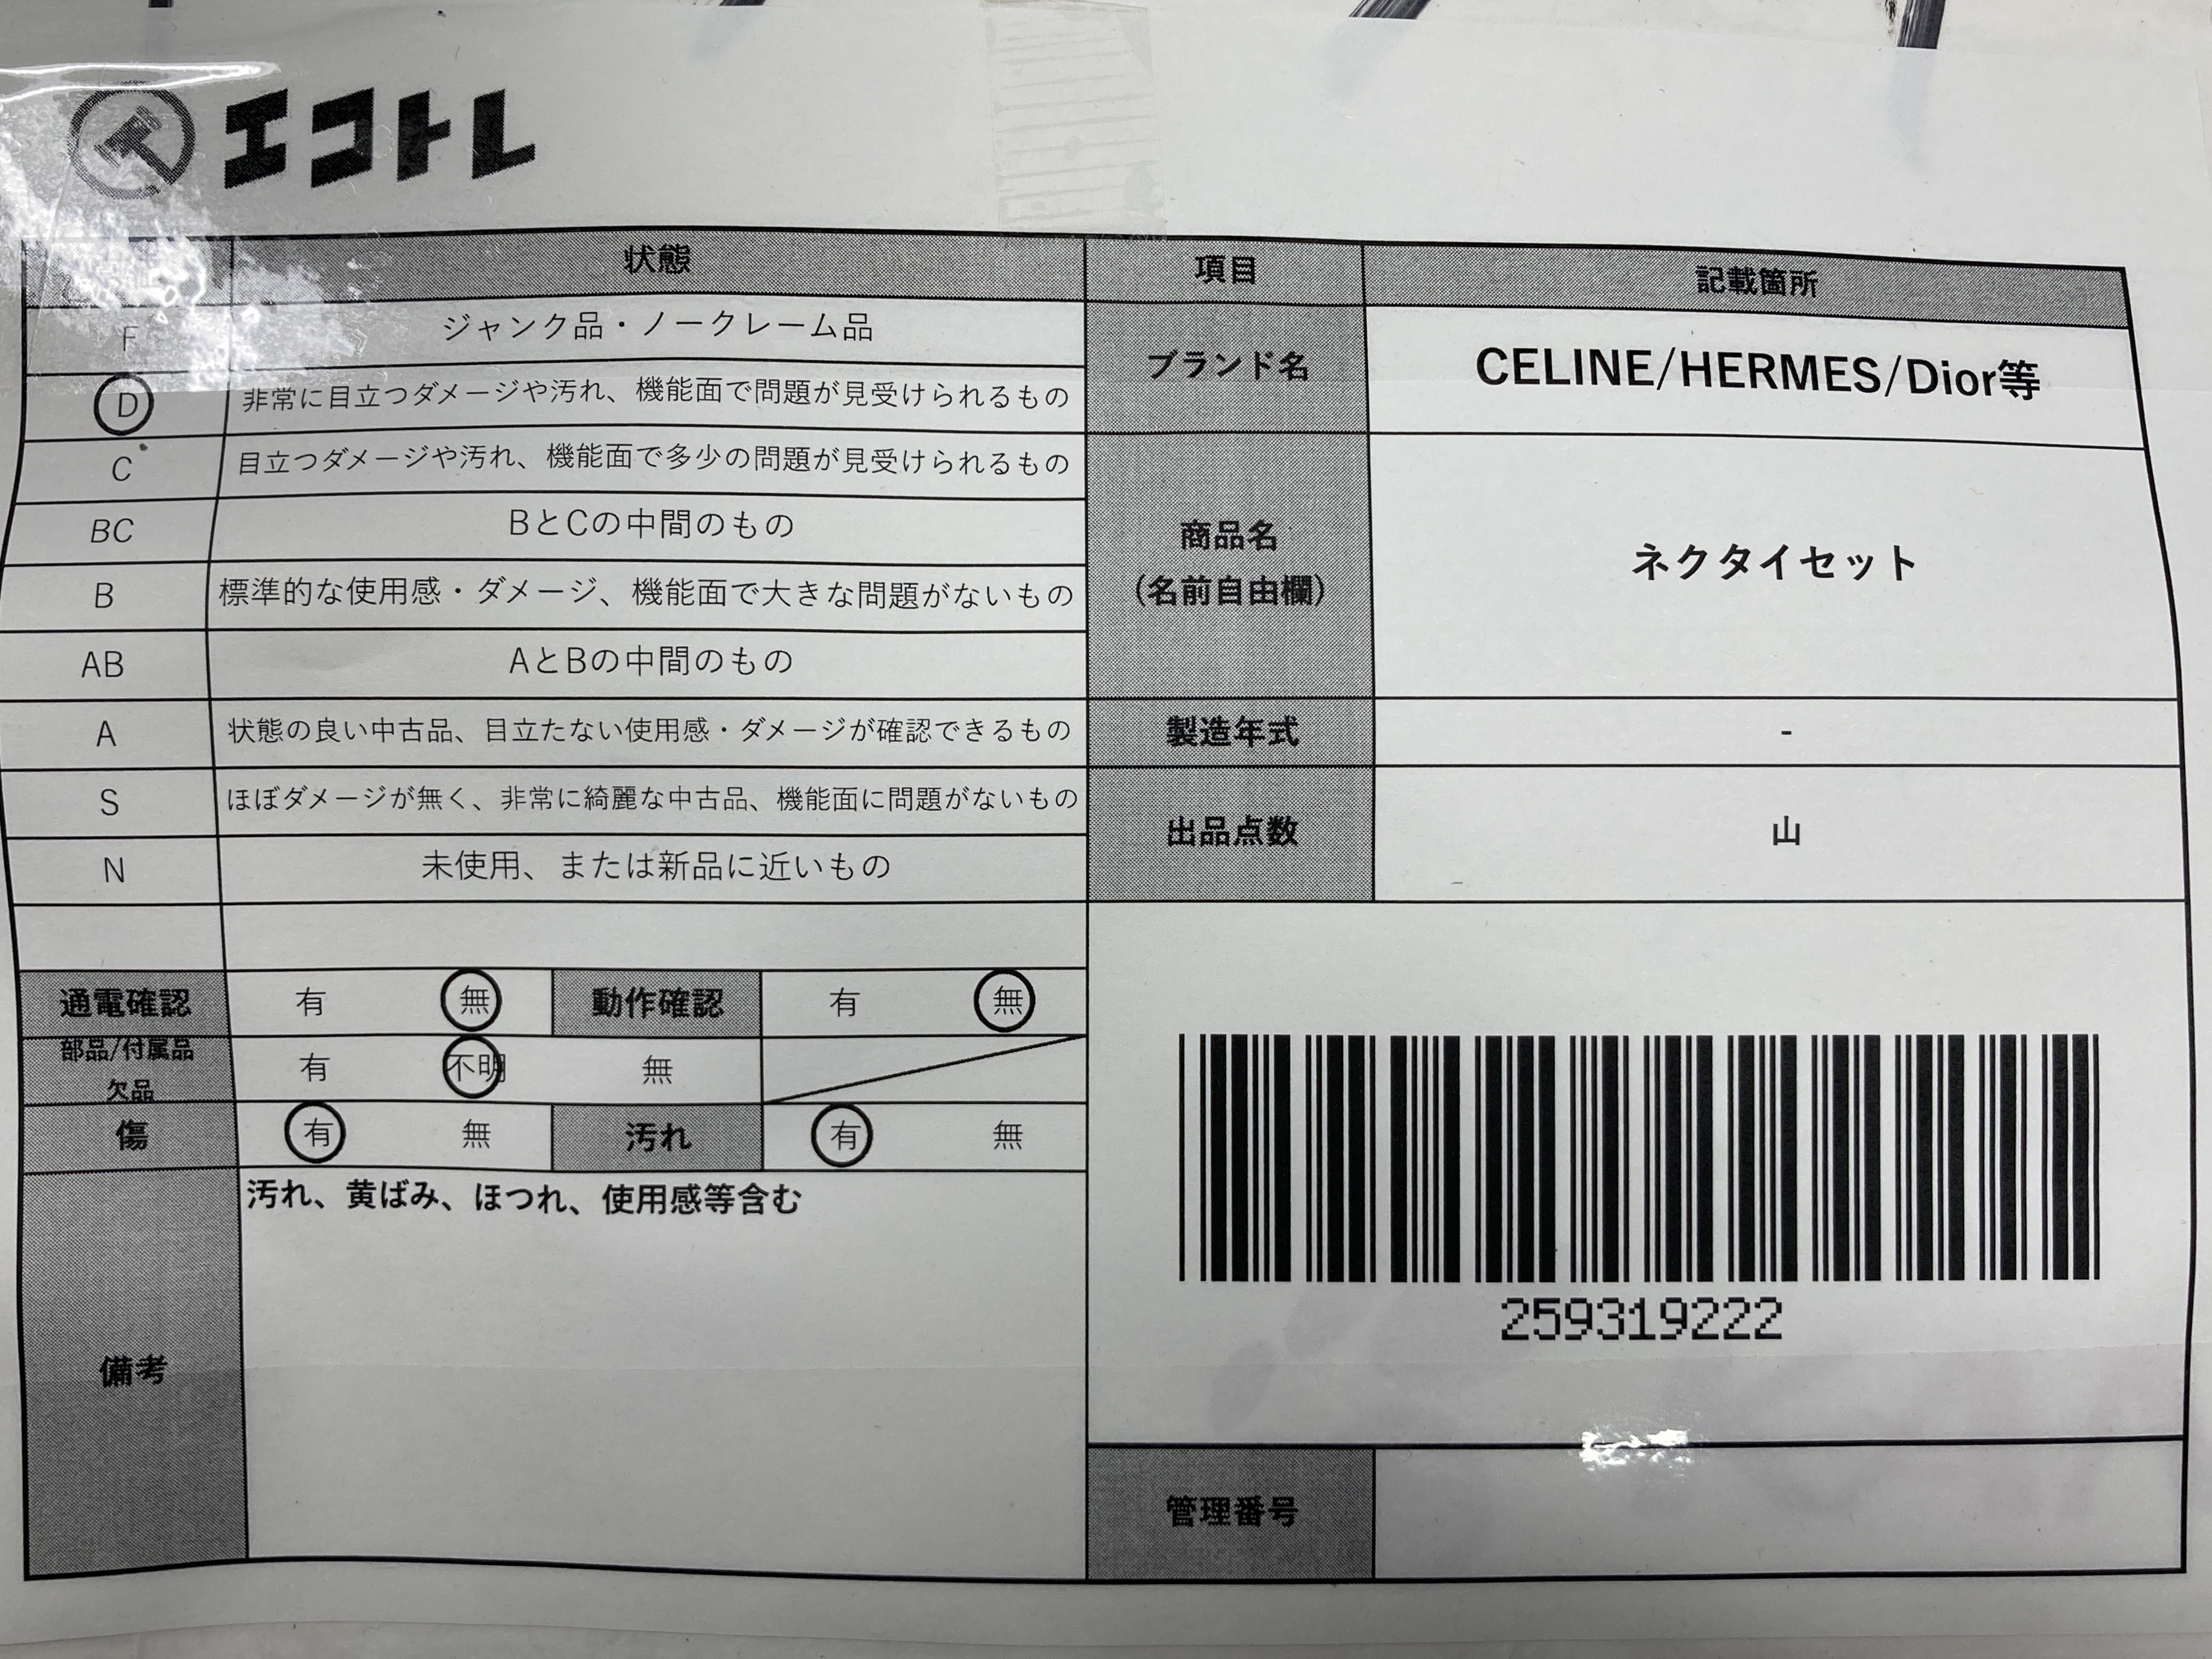 エコトレ
状態
F ジャンク品・ノークレーム品
D 非常に目立つダメージや汚れ、機能面で問題が見受けられるもの
C 目立つダメージや汚れ、機能面で多少の問題が見受けられるもの
BC BとCの中間のもの
B 標準的な使用感・ダメージ、機能面で大きな問題がないもの
AB AとBの中間のもの
A 状態の良い中古品、目立たない使用感・ダメージが確認できるもの
S ほぼダメージが無く、非常に綺麗な中古品、機能面に問題がないもの
N 未使用、または新品に近いもの
通電確認 有 無 動作確認 有 無
部品/付属品
欠品
有 不明 無
傷 有 無 汚れ 有 無
備考
汚れ、黄ばみ、ほつれ、使用感等含む
項目 記載箇所
ブランド名 CELINE/HERMES/Dior等
商品名
(名前自由欄)
ネクタイセット
製造年式 -
出品点数 山
259319222
管理番号